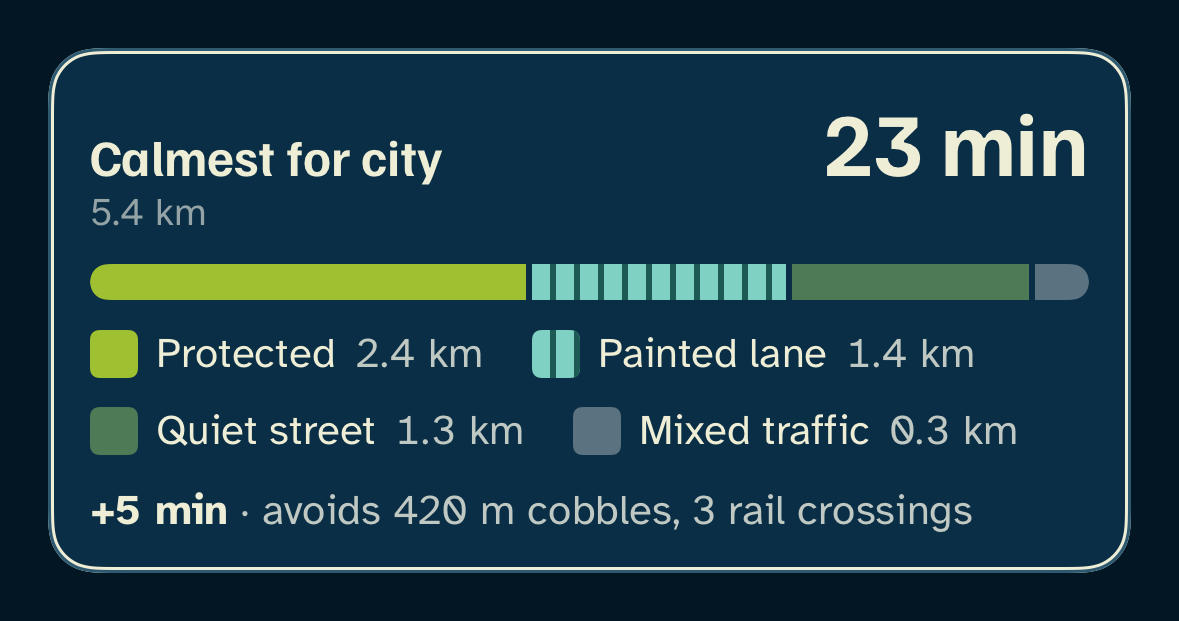 Calmest for city 23 min
5.4 km
Protected 2.4 km Painted lane 1.4 km
Quiet street 1.3 km Mixed traffic 0.3 km
+5 min · avoids 420 m cobbles, 3 rail crossings